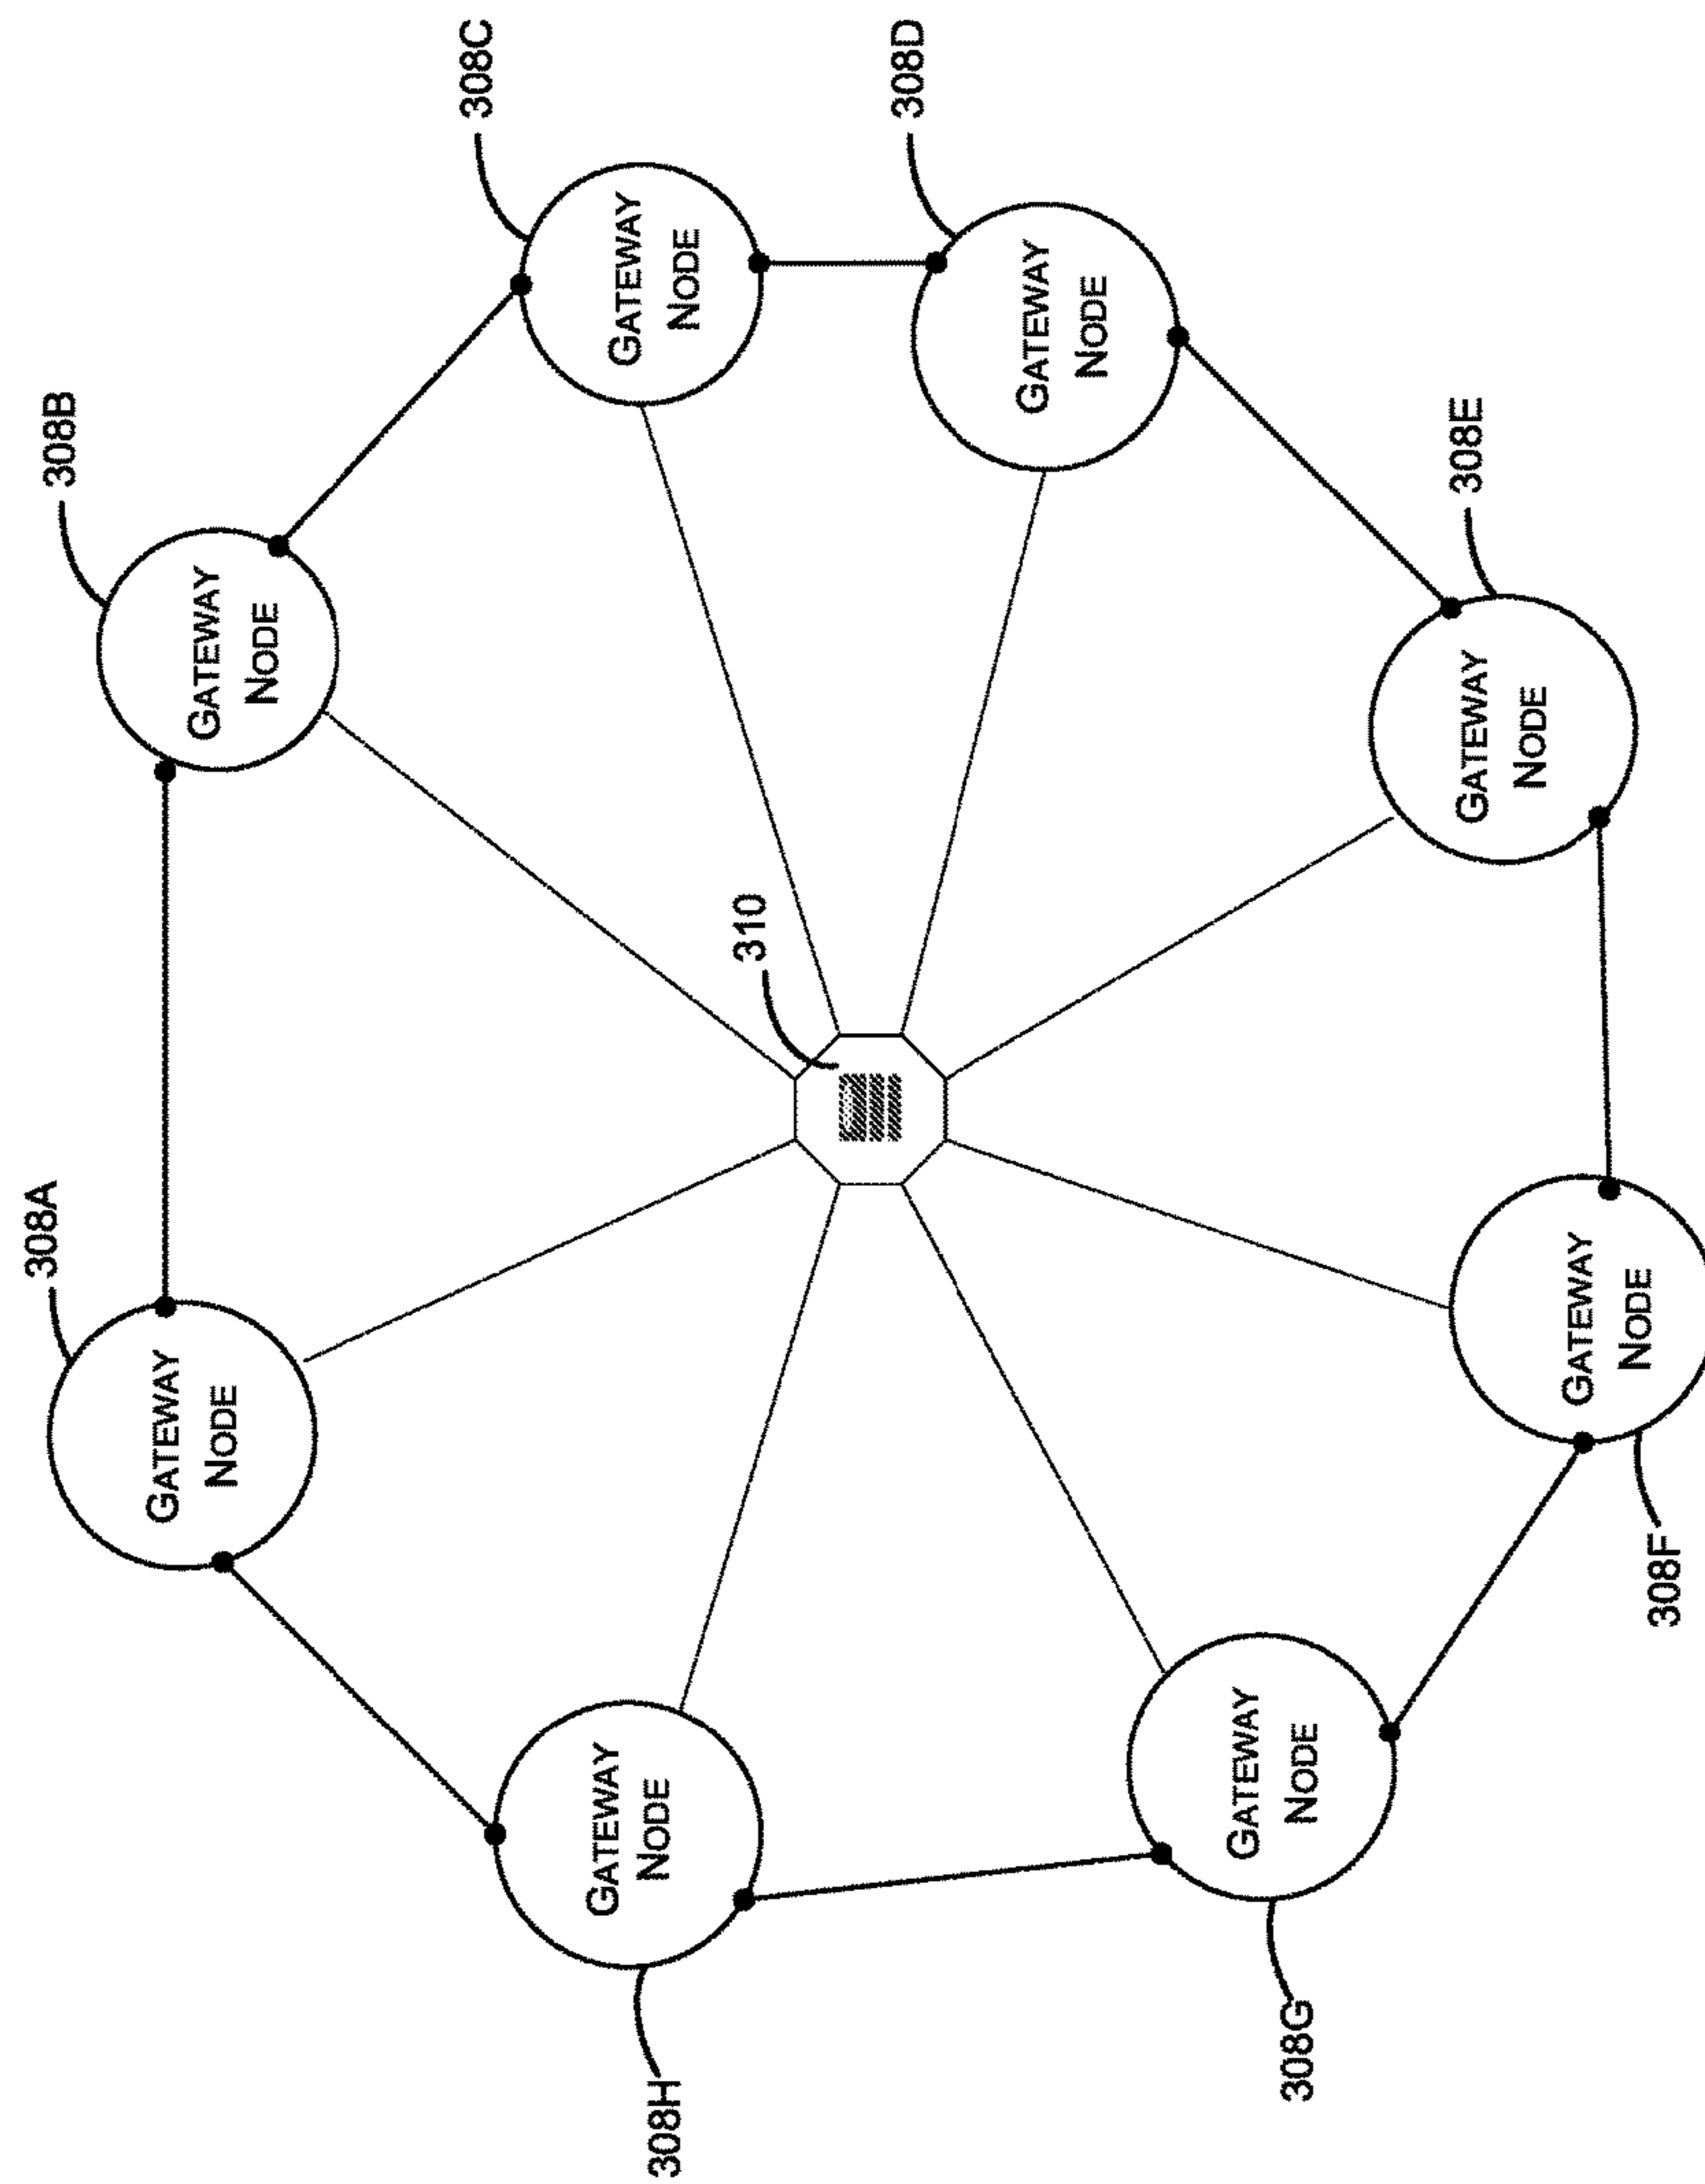 308A
GATEWAY
NODE
308B
GATEWAY
NODE
308C
GATEWAY
NODE
308D
GATEWAY
NODE
308E
GATEWAY
NODE
308F
GATEWAY
NODE
308G
GATEWAY
NODE
308H
GATEWAY
NODE
310